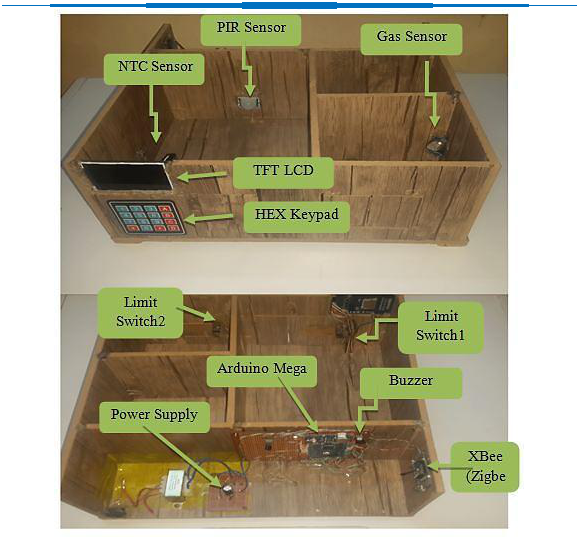 PIR Sensor
Gas Sensor
NTC Sensor
TFT LCD
HEX Keypad
Limit
Switch2
Limit
Switch1
Arduino Mega
Buzzer
Power Supply
XBee
(Zigbe